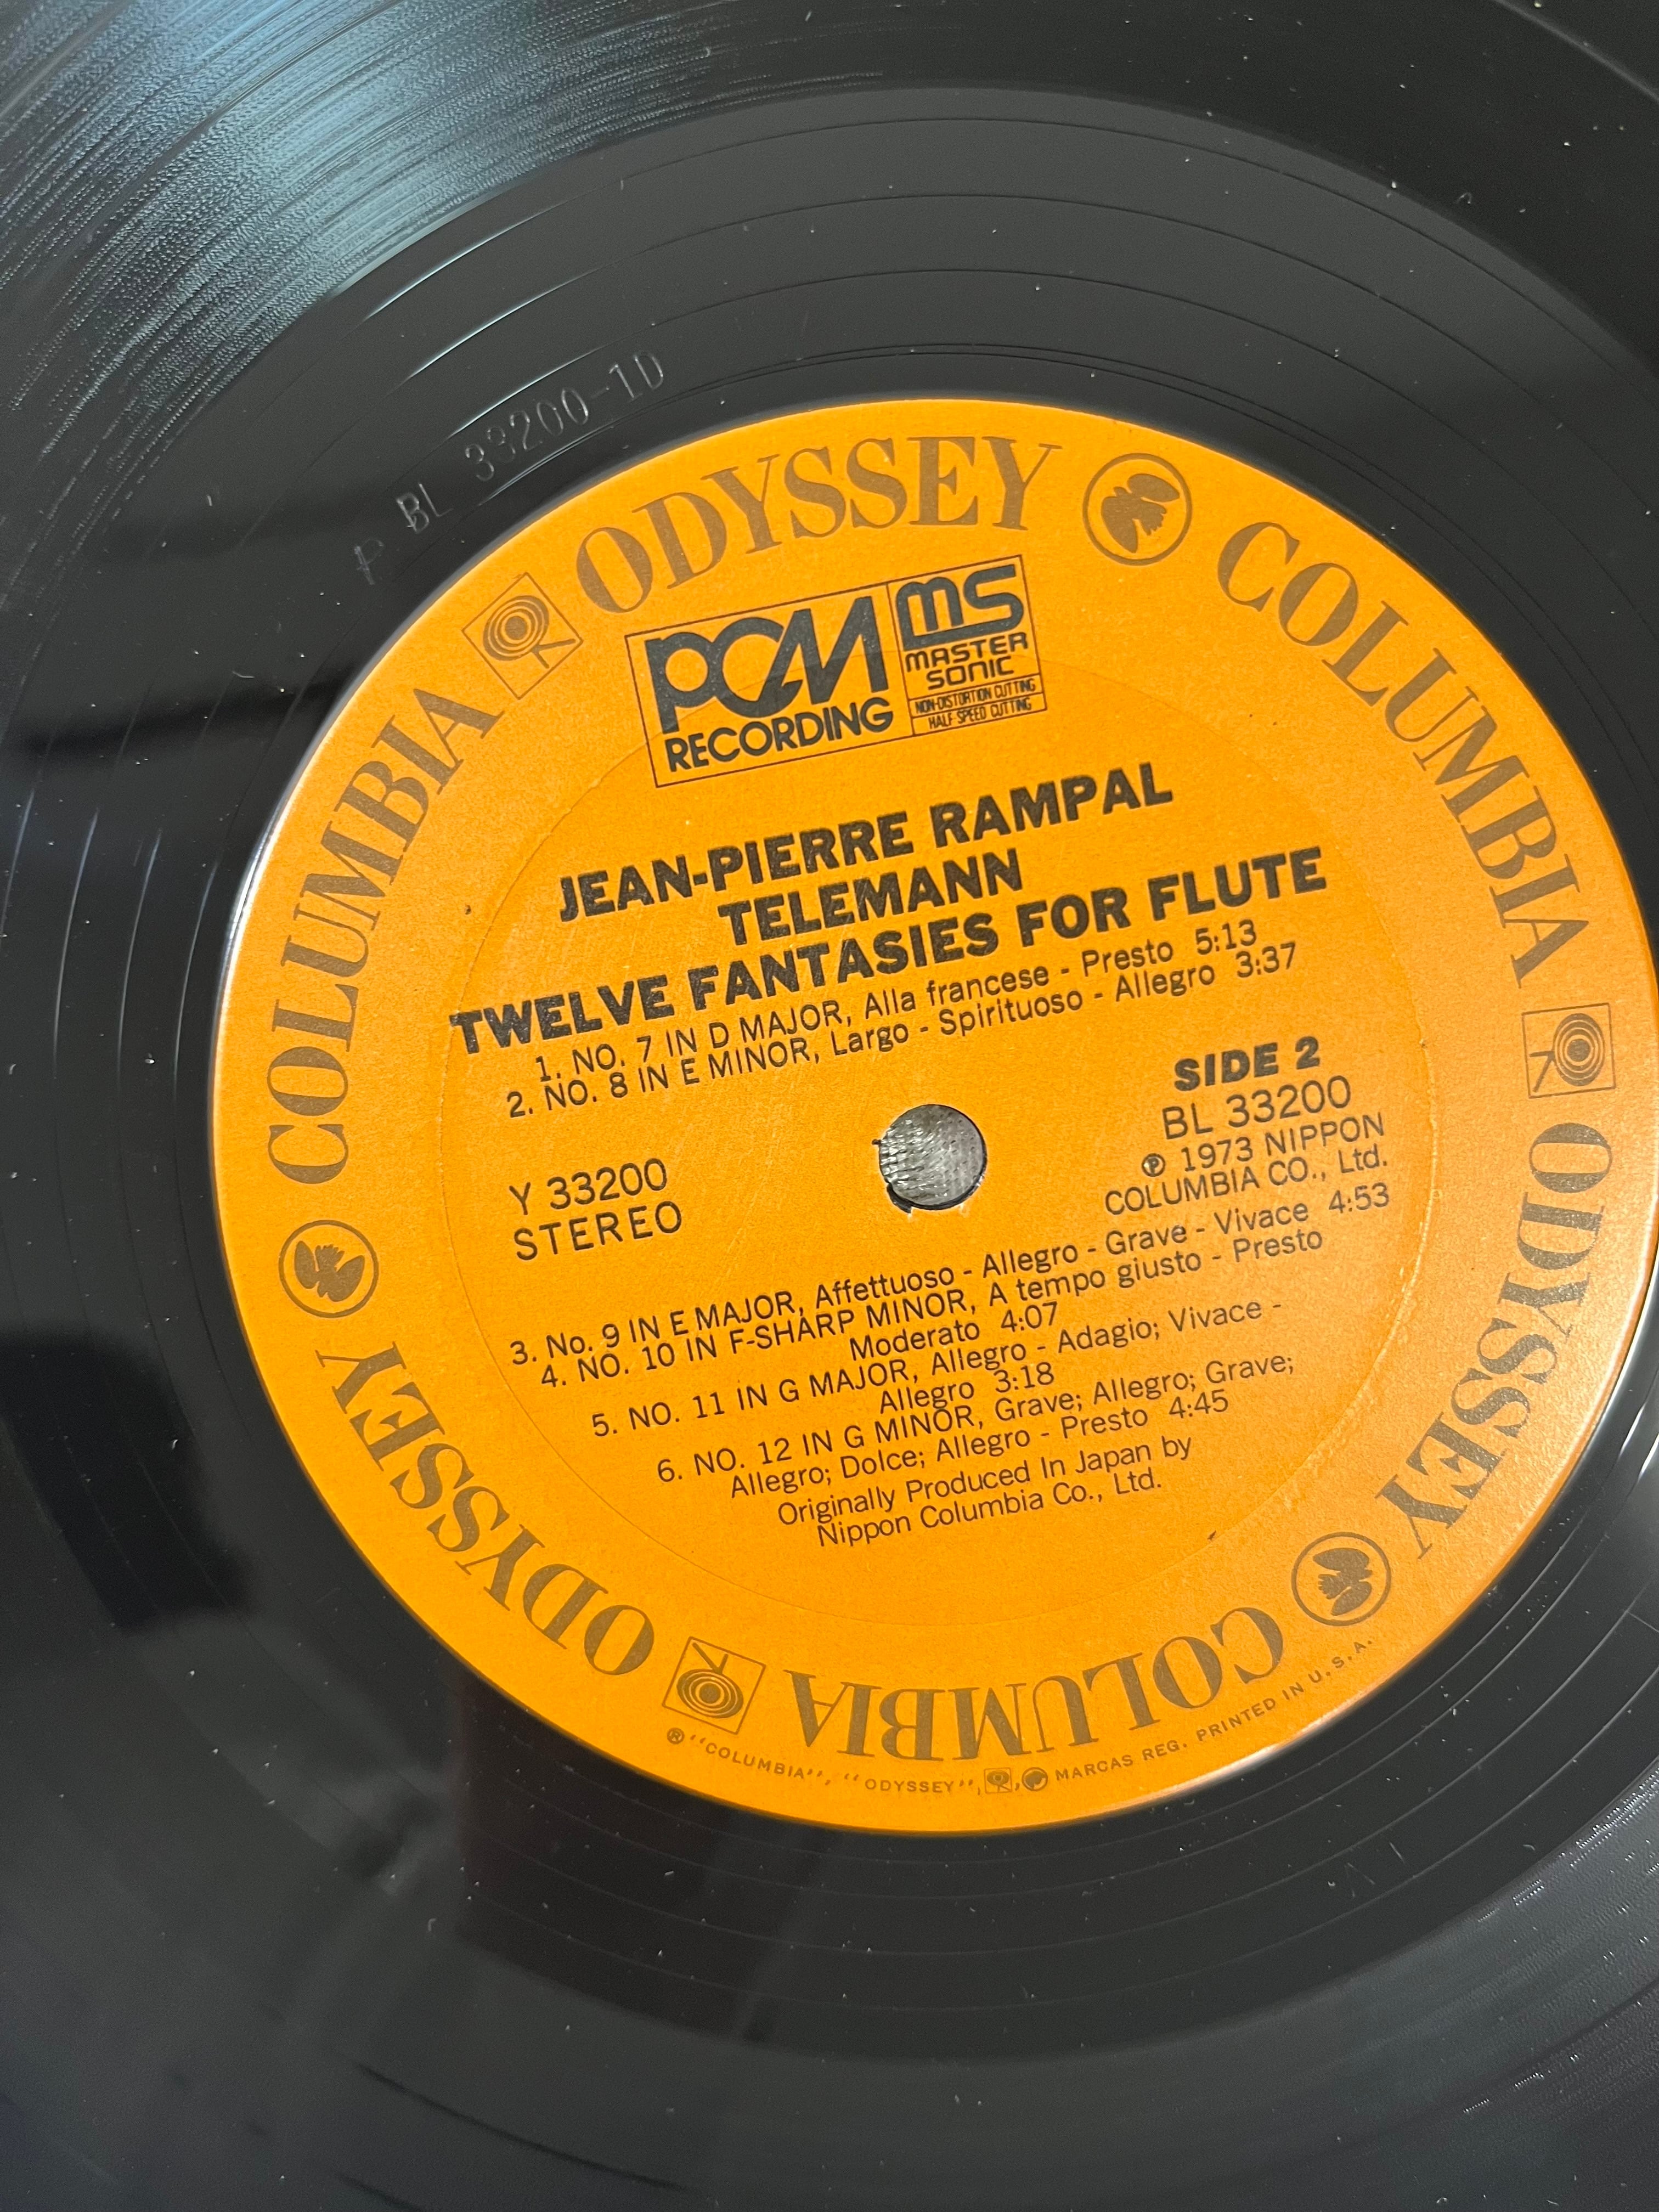 P BL 33200-1D
COLUMBIA ODYSSEY COLUMBIA ODYSSEY COLUMBIA ODYSSEY
PCM
RECORDING
MS
MASTER
SONIC
NON-DISTORTION CUTTING
HALF SPEED CUTTING
JEAN-PIERRE RAMPAL
TELEMANN
TWELVE FANTASIES FOR FLUTE
1. NO. 7 IN D MAJOR, Alla francese - Presto 5:13
2. NO. 8 IN E MINOR, Largo - Spirituoso - Allegro 3:37
SIDE 2
BL 33200
℗ 1973 NIPPON
COLUMBIA CO., Ltd.
Y 33200
STEREO
3. No. 9 IN E MAJOR, Affettuoso - Allegro - Grave - Vivace 4:53
4. NO. 10 IN F-SHARP MINOR, A tempo giusto - Presto
Moderato 4:07
5. NO. 11 IN G MAJOR, Allegro - Adagio; Vivace -
Allegro 3:18
6. NO. 12 IN G MINOR, Grave; Allegro; Grave;
Allegro; Dolce; Allegro - Presto 4:45
Originally Produced In Japan by
Nippon Columbia Co., Ltd.
® "COLUMBIA", "ODYSSEY", , MARCAS REG. PRINTED IN U.S.A.